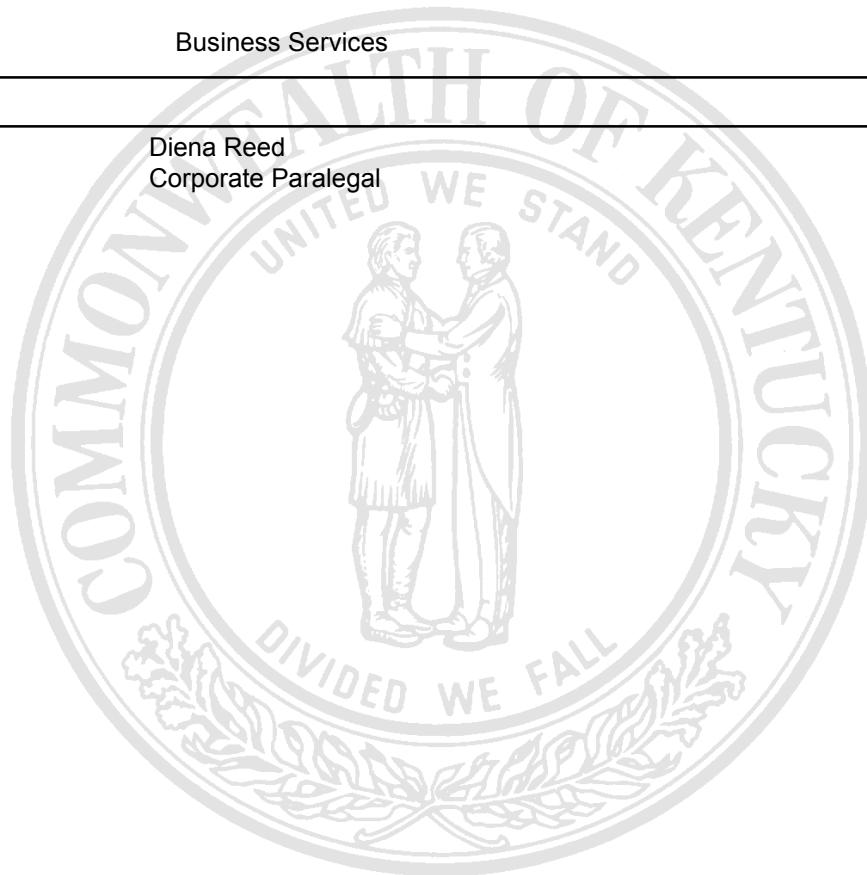 Business Services
Diena Reed
Corporate Paralegal
COMMONWEALTH OF KENTUCKY
UNITED WE STAND
DIVIDED WE FALL